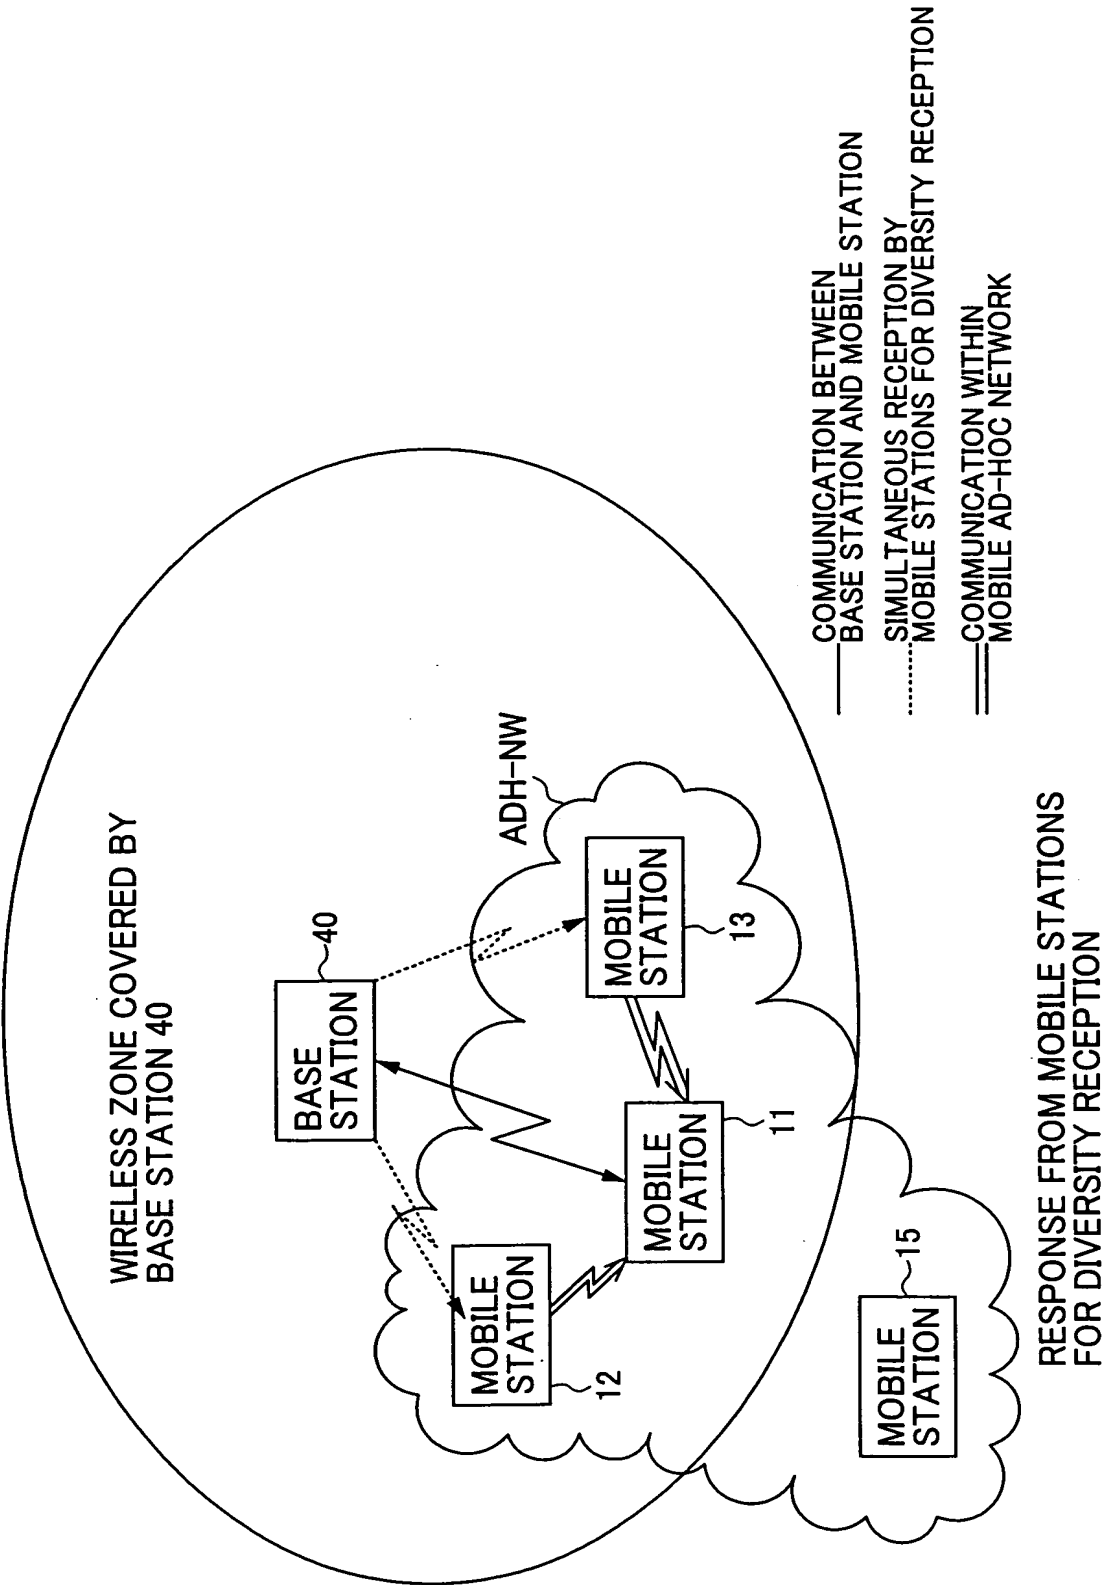 WIRELESS ZONE COVERED BY
BASE STATION 40
BASE
STATION
40
ADH-NW
MOBILE
STATION
12
MOBILE
STATION
11
MOBILE
STATION
13
MOBILE
STATION
15
COMMUNICATION BETWEEN
BASE STATION AND MOBILE STATION
SIMULTANEOUS RECEPTION BY
MOBILE STATIONS FOR DIVERSITY RECEPTION
COMMUNICATION WITHIN
MOBILE AD-HOC NETWORK
RESPONSE FROM MOBILE STATIONS
FOR DIVERSITY RECEPTION